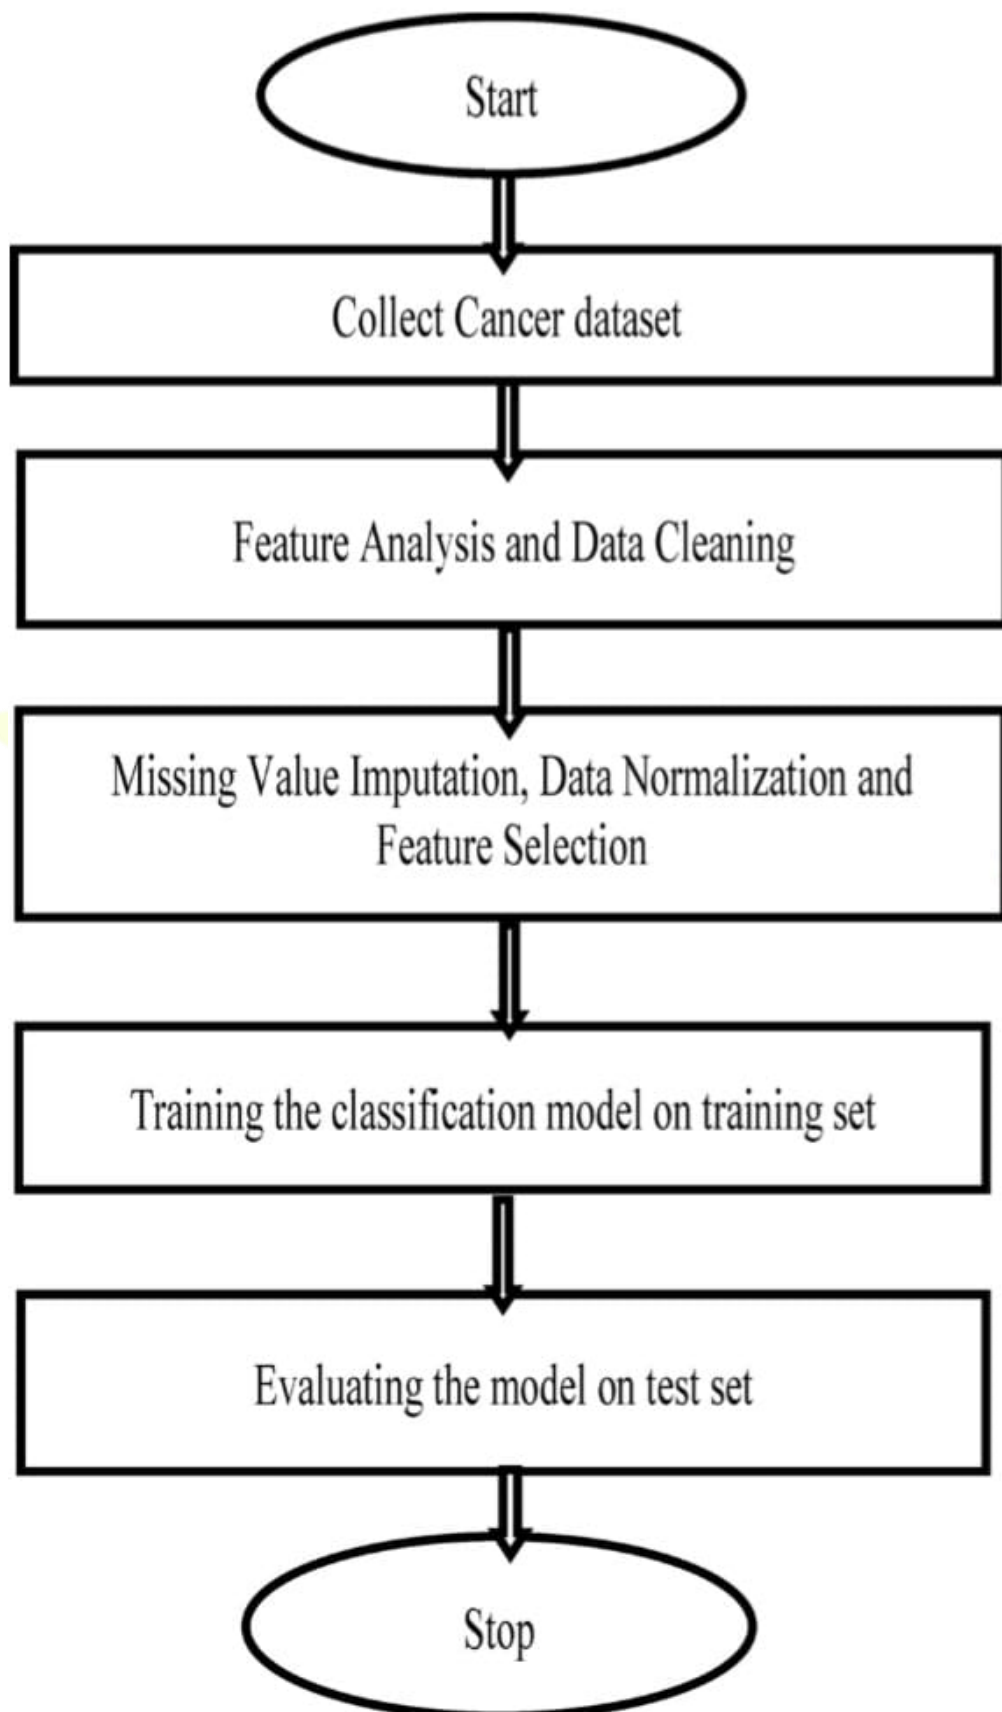 Start
Collect Cancer dataset
Feature Analysis and Data Cleaning
Missing Value Imputation, Data Normalization and
Feature Selection
Training the classification model on training set
Evaluating the model on test set
Stop